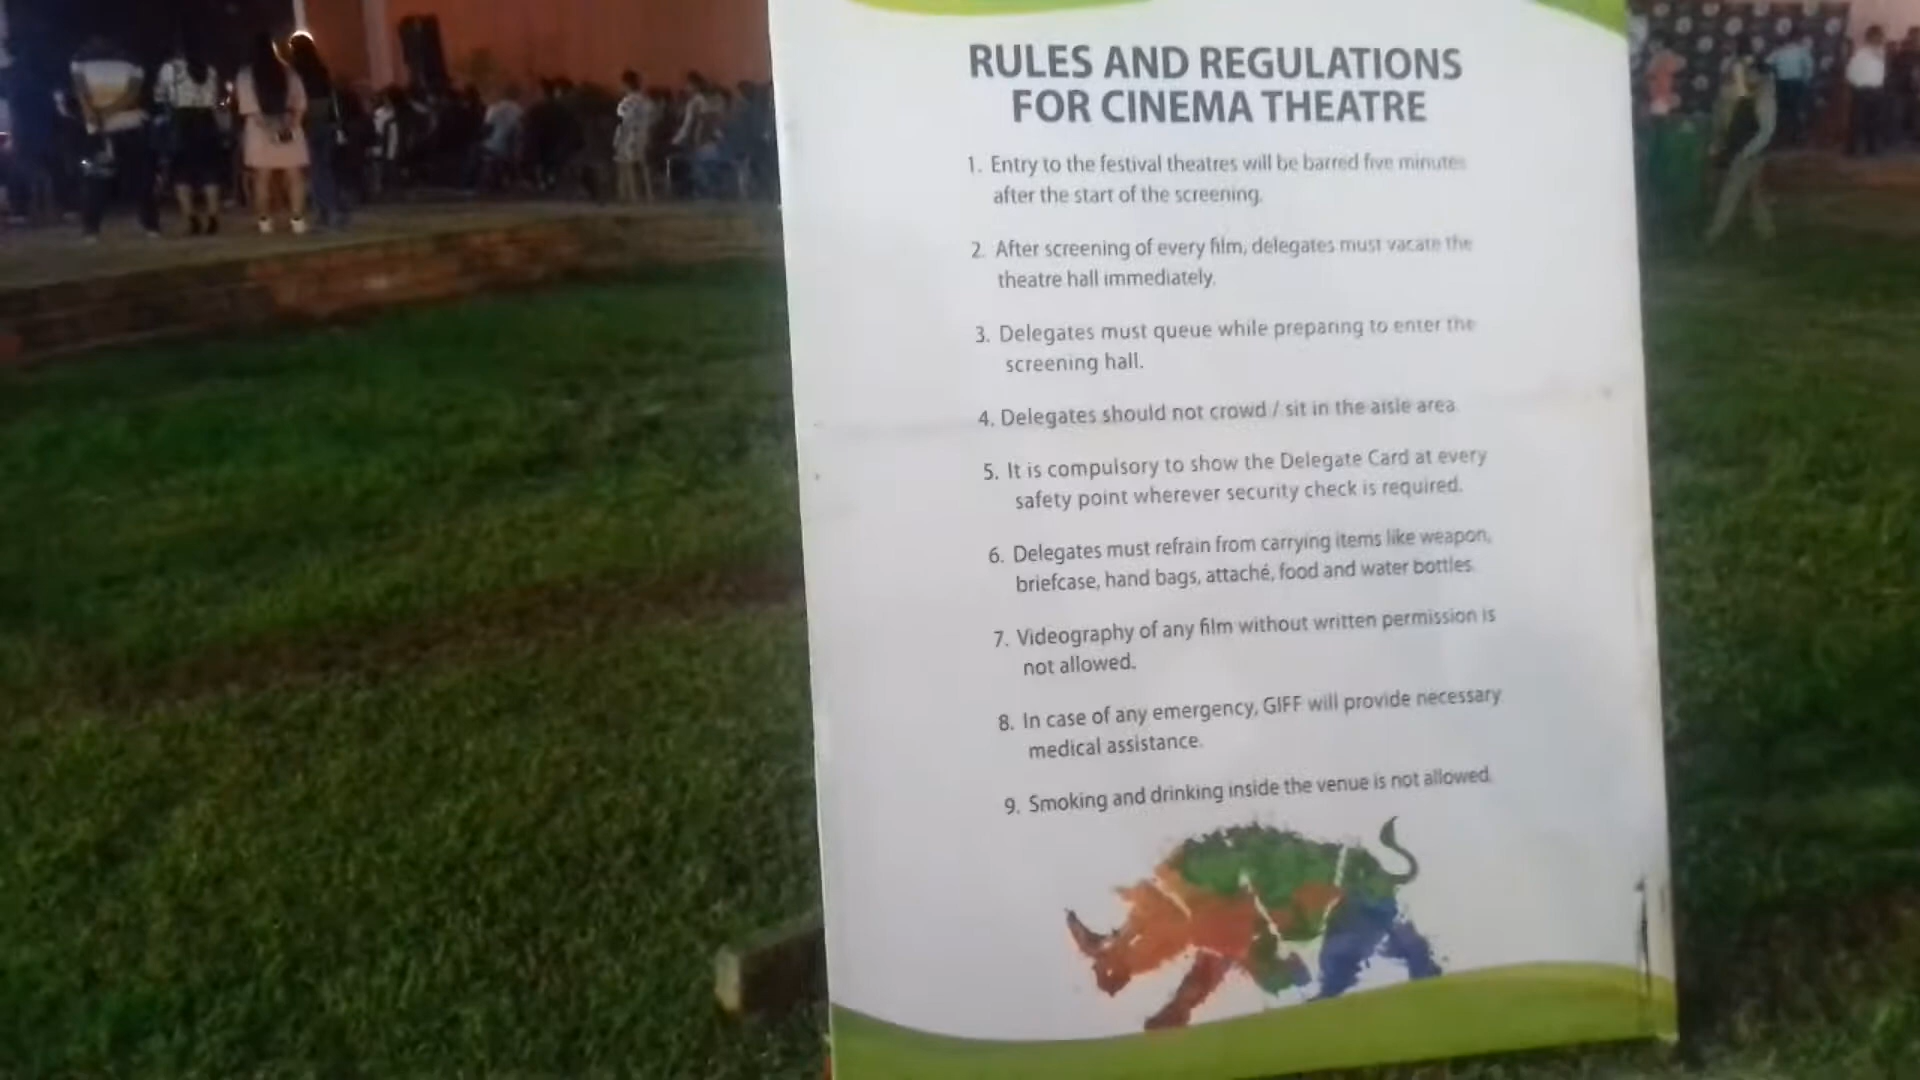 RULES AND REGULATIONS
FOR CINEMA THEATRE
1. Entry to the festival theatres will be barred five minutes
after the start of the screening.
2. After screening of every film, delegates must vacate the
theatre hall immediately.
3. Delegates must queue while preparing to enter the
screening hall.
4. Delegates should not crowd / sit in the aisle area.
5. It is compulsory to show the Delegate Card at every
safety point wherever security check is required.
6. Delegates must refrain from carrying items like weapon,
briefcase, hand bags, attaché, food and water bottles.
7. Videography of any film without written permission is
not allowed.
8. In case of any emergency, GIFF will provide necessary
medical assistance.
9. Smoking and drinking inside the venue is not allowed.